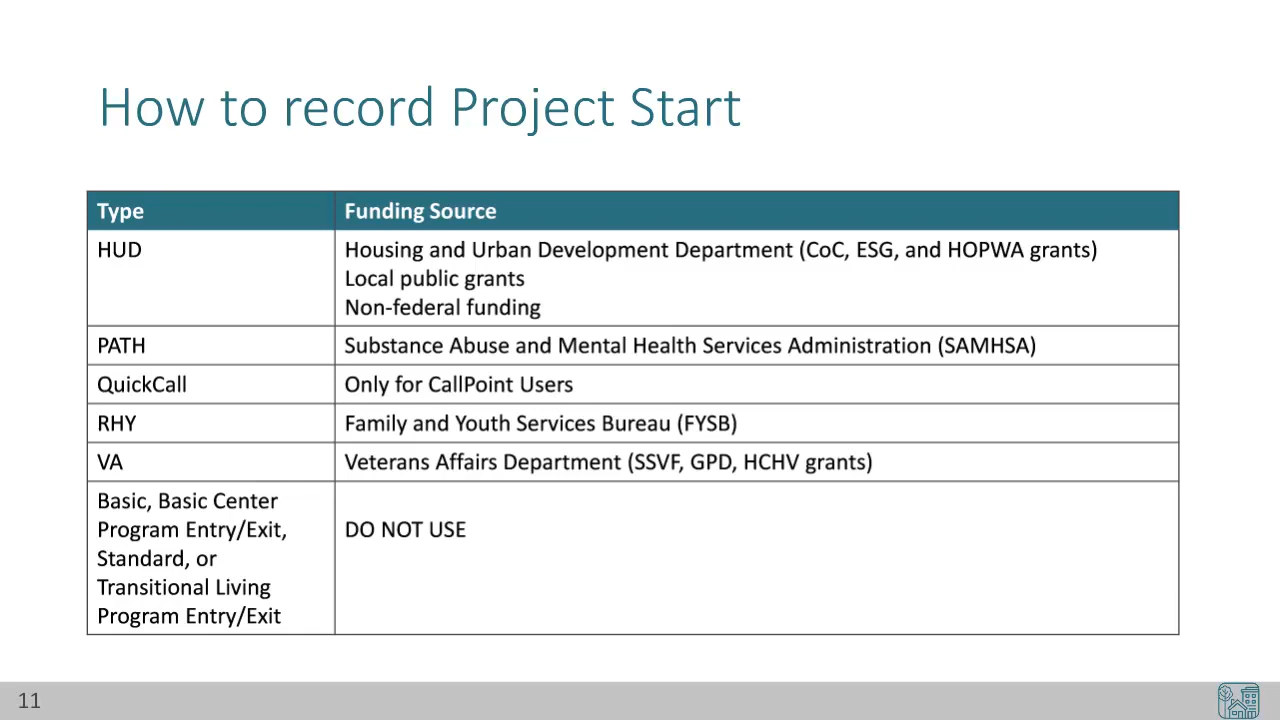 How to record Project Start
Type
Funding Source
HUD
Housing and Urban Development Department (CoC, ESG, and HOPWA grants)
Local public grants
Non-federal funding
PATH
Substance Abuse and Mental Health Services Administration (SAMHSA)
QuickCall
Only for CallPoint Users
RHY
Family and Youth Services Bureau (FYSB)
VA
Veterans Affairs Department (SSVF, GPD, HCHV grants)
Basic, Basic Center
Program Entry/Exit,
Standard, or
Transitional Living
Program Entry/Exit
DO NOT USE
11